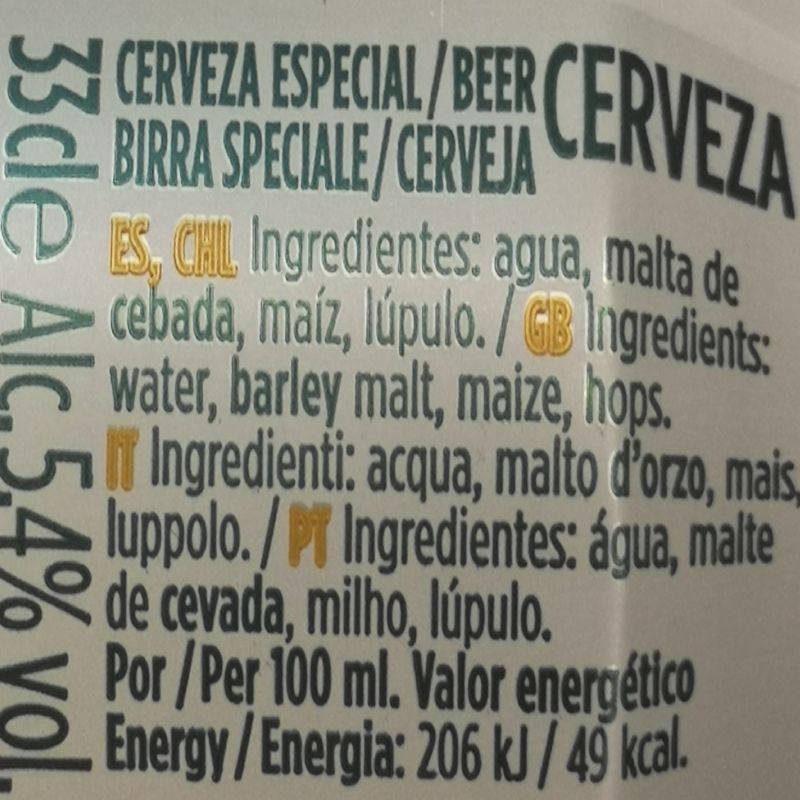 33cle Alc.5,4% vol.
CERVEZA ESPECIAL/BEER
BIRRA SPECIALE/CERVEJA
CERVEZA
ES, CHL Ingredientes: agua, malta de
cebada, maíz, lúpulo. / GB Ingredients:
water, barley malt, maize, hops.
IT Ingredienti: acqua, malto d'orzo, mais,
luppolo. / PT Ingredientes: água, malte
de cevada, milho, lúpulo.
Por / Per 100 ml. Valor energético
Energy / Energia: 206 kJ / 49 kcal.